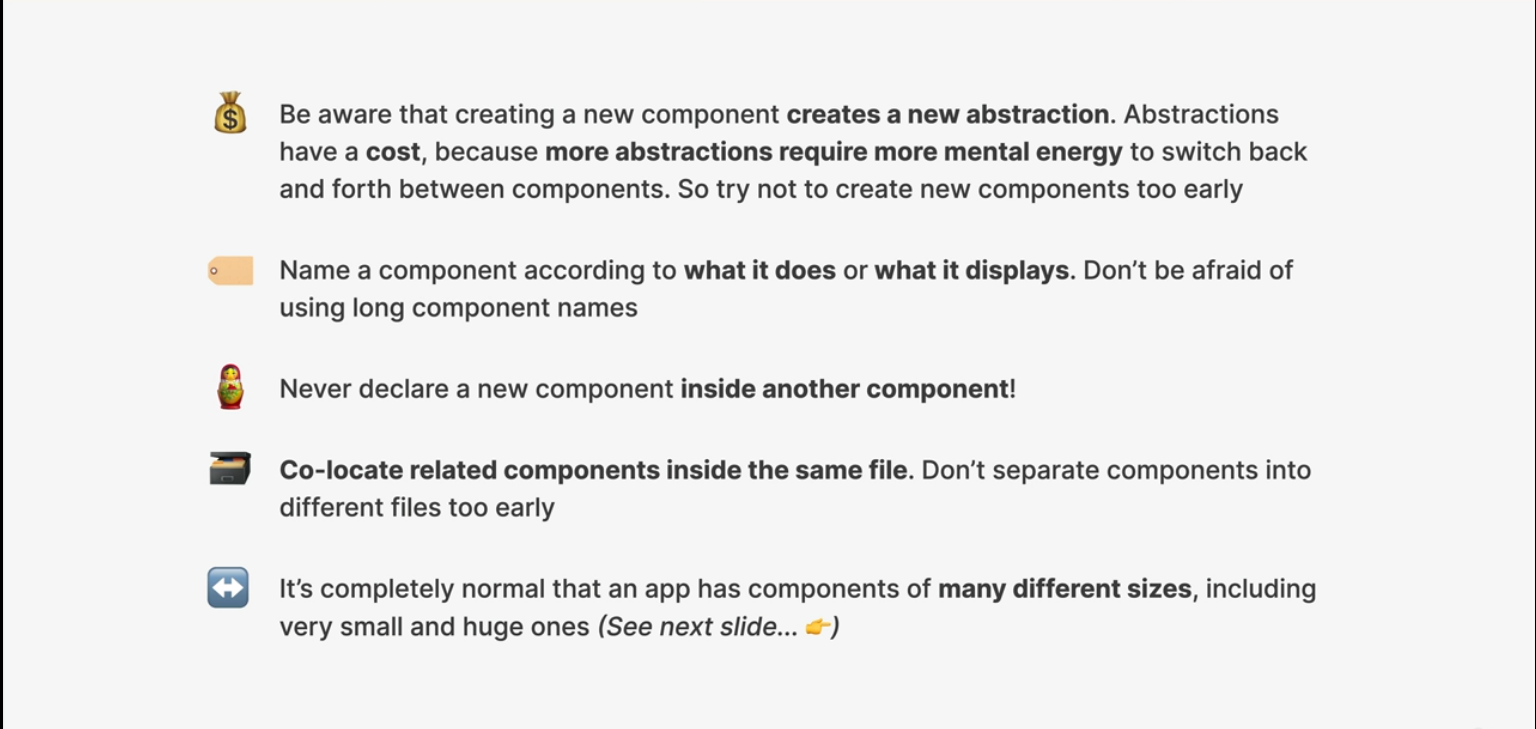 Be aware that creating a new component creates a new abstraction. Abstractions
have a cost, because more abstractions require more mental energy to switch back
and forth between components. So try not to create new components too early
Name a component according to what it does or what it displays. Don’t be afraid of
using long component names
Never declare a new component inside another component!
Co-locate related components inside the same file. Don’t separate components into
different files too early
It’s completely normal that an app has components of many different sizes, including
very small and huge ones (See next slide... 👉)